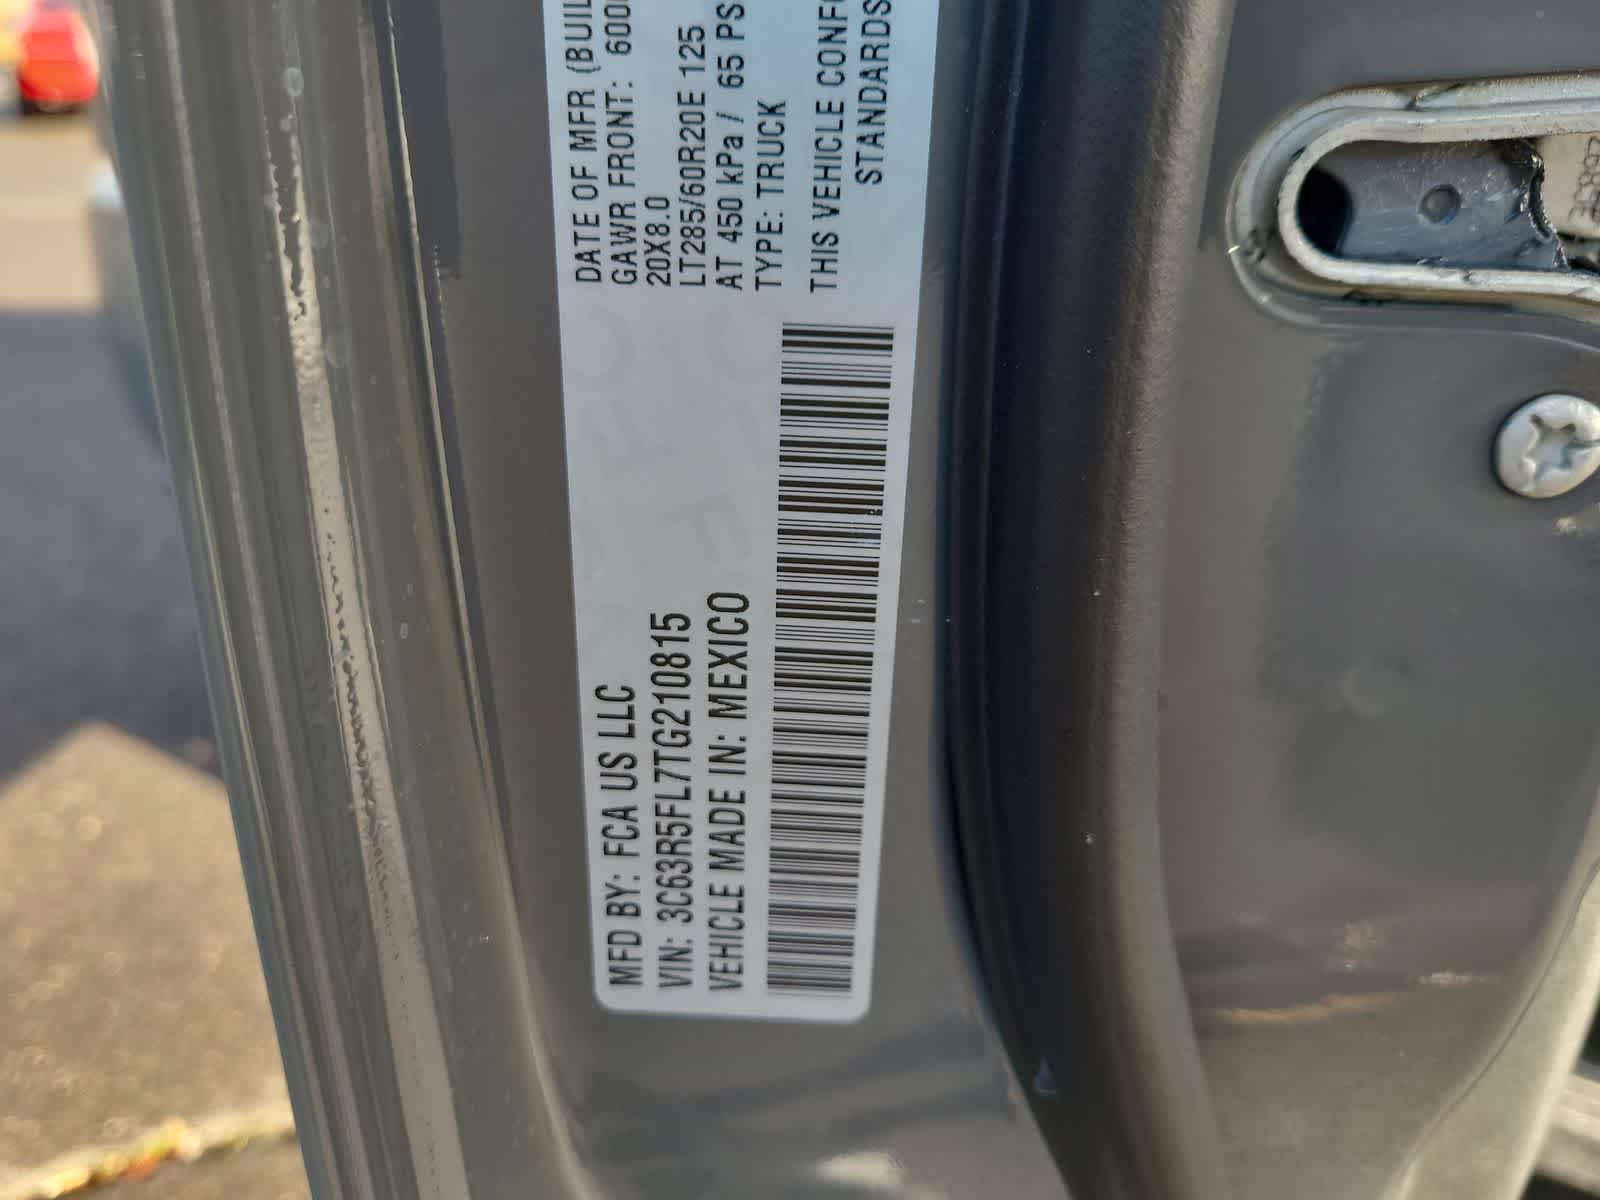 MFD BY: FCA US LLC
VIN: 3C63R5FL7TG210815
VEHICLE MADE IN: MEXICO
DATE OF MFR (BUIL
GAWR FRONT: 600
20X8.0
LT285/60R20E 125
AT 450 kPa / 65 PS
TYPE: TRUCK
THIS VEHICLE CONF
STANDARDS